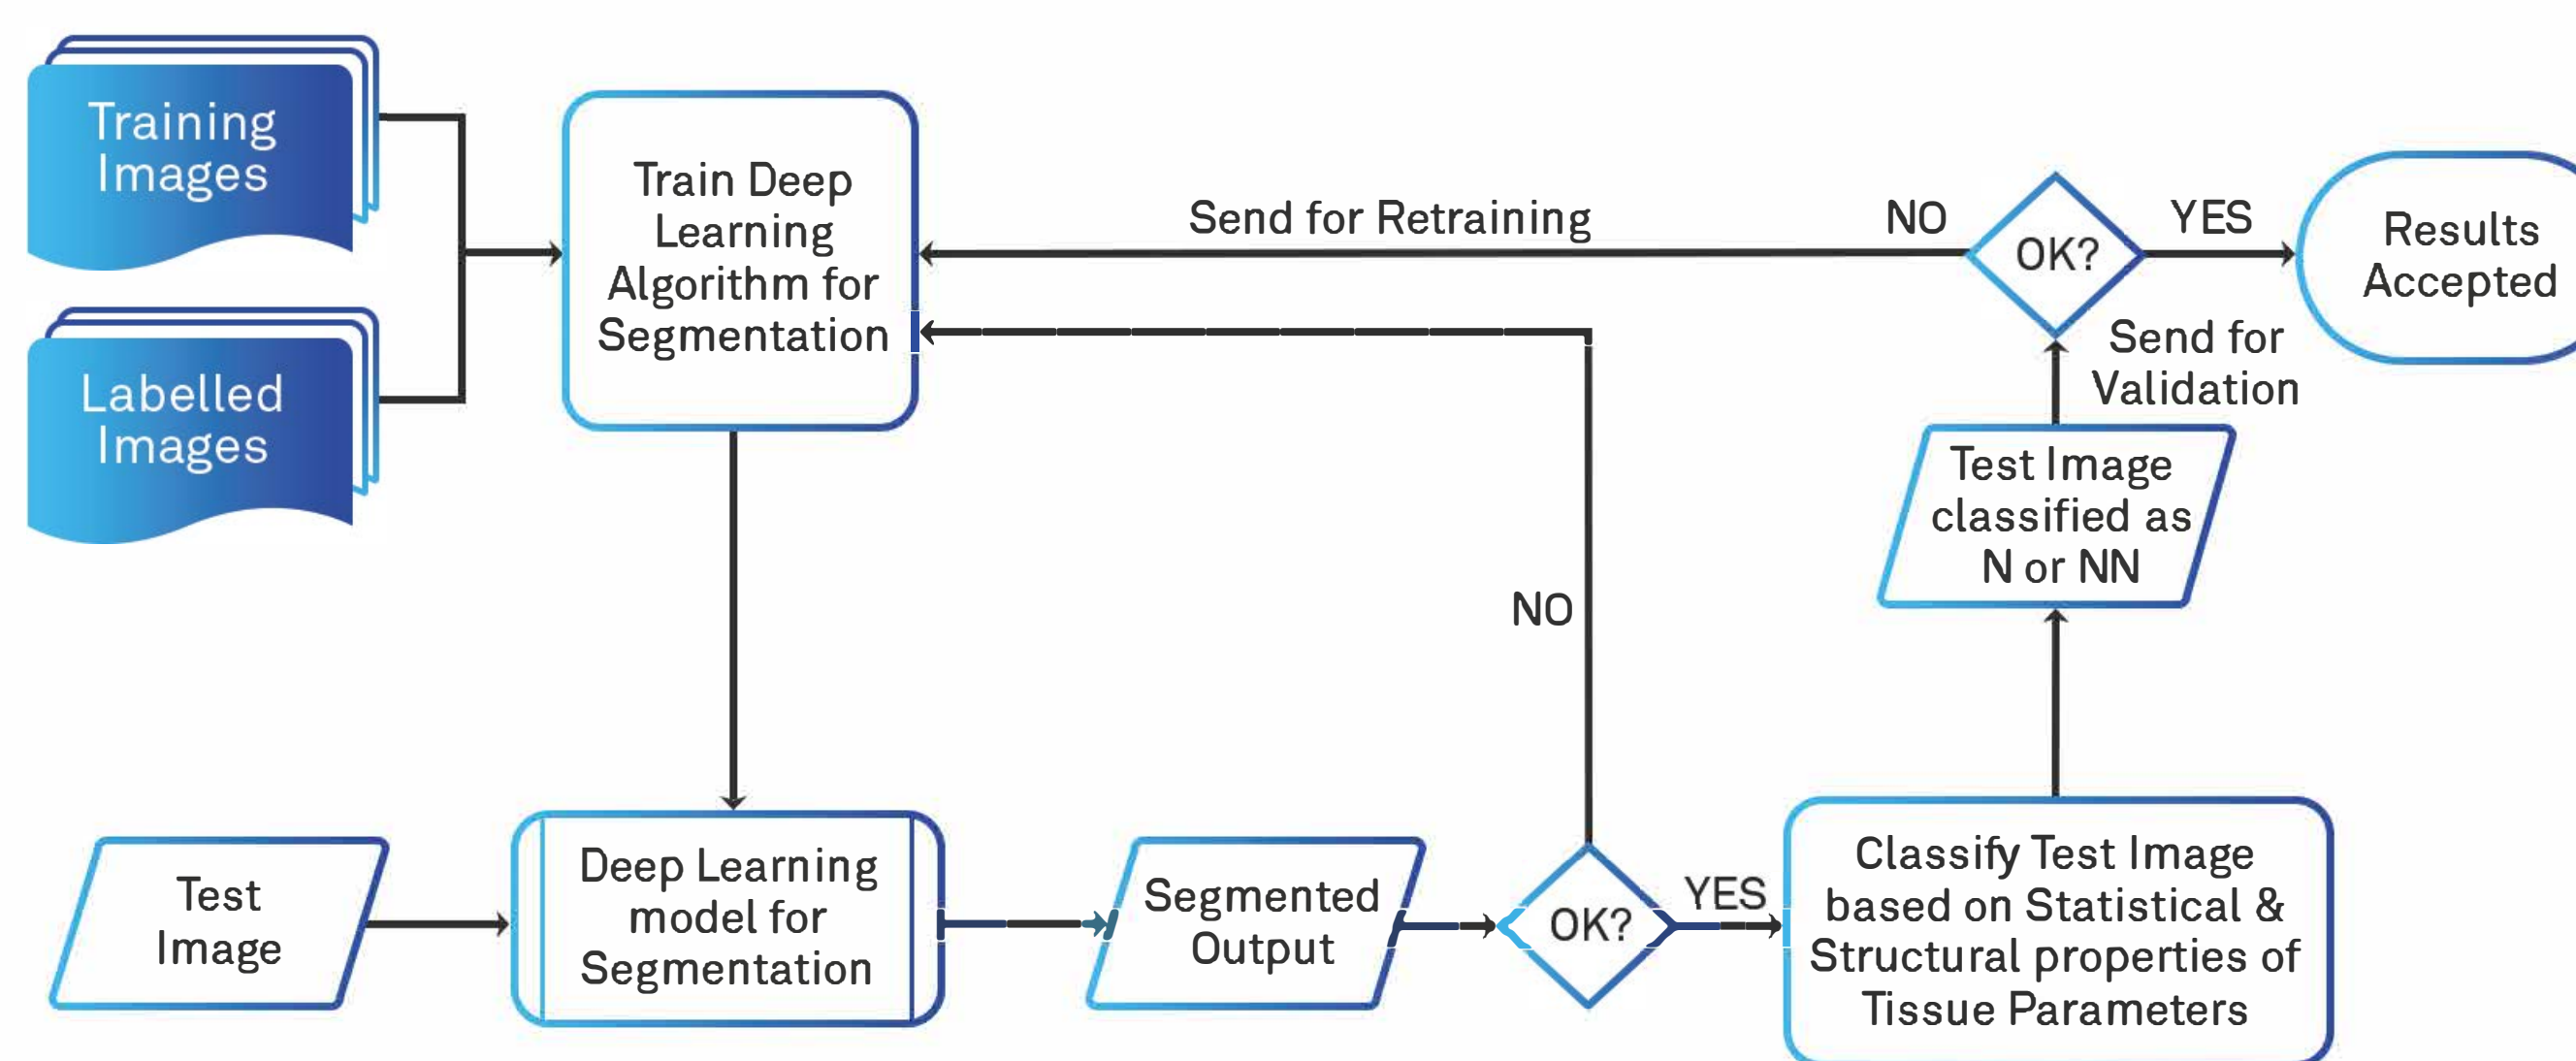 Training
Images
Labelled
Images
Train Deep
Learning
Algorithm for
Segmentation
Send for Retraining
NO
OK?
YES
Results
Accepted
Send for
Validation
Test Image
classified as
N or NN
NO
Test
Image
Deep Learning
model for
Segmentation
Segmented
Output
OK?
YES
Classify Test Image
based on Statistical &
Structural properties of
Tissue Parameters